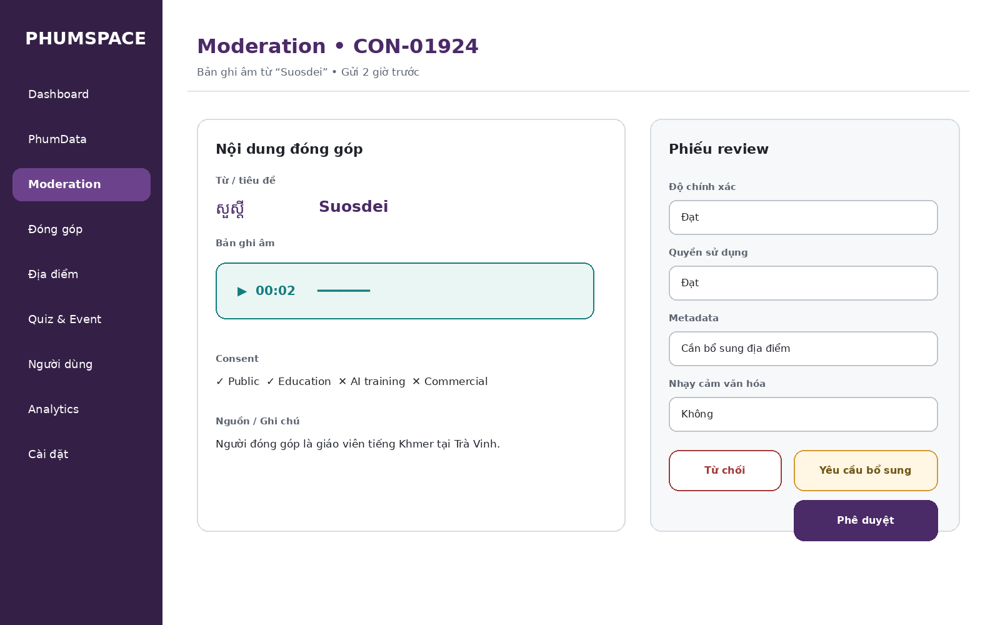 PHUMSPACE
Dashboard
PhumData
Moderation
Đóng góp
Địa điểm
Quiz & Event
Người dùng
Analytics
Cài đặt
Moderation • CON-01924
Bản ghi âm từ “Suosdei” • Gửi 2 giờ trước
Nội dung đóng góp
Từ / tiêu đề
សួស្តី Suosdei
Bản ghi âm
▶ 00:02
Consent
✓ Public ✓ Education ✕ AI training ✕ Commercial
Nguồn / Ghi chú
Người đóng góp là giáo viên tiếng Khmer tại Trà Vinh.
Phiếu review
Độ chính xác
Đạt
Quyền sử dụng
Đạt
Metadata
Cần bổ sung địa điểm
Nhạy cảm văn hóa
Không
Từ chối
Yêu cầu bổ sung
Phê duyệt